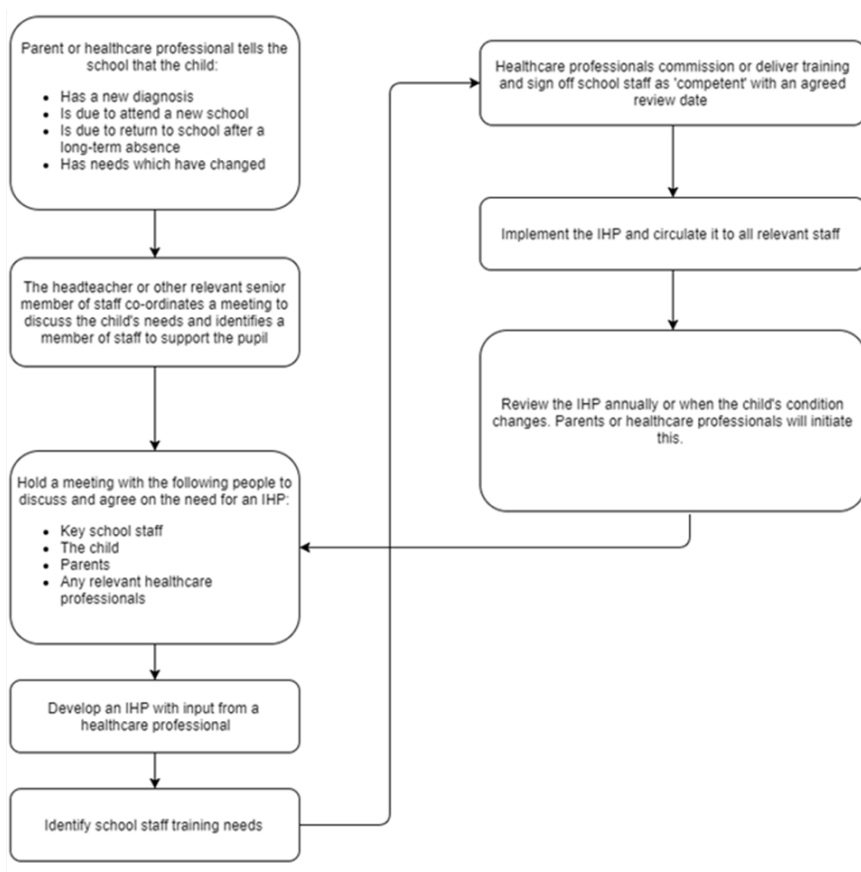 Parent or healthcare professional tells the
school that the child:
• Has a new diagnosis
• Is due to attend a new school
• Is due to return to school after a
long-term absence
• Has needs which have changed
The headteacher or other relevant senior
member of staff co-ordinates a meeting to
discuss the child's needs and identifies a
member of staff to support the pupil
Hold a meeting with the following people to
discuss and agree on the need for an IHP:
• Key school staff
• The child
• Parents
• Any relevant healthcare
professionals
Develop an IHP with input from a
healthcare professional
Identify school staff training needs
Healthcare professionals commission or deliver training
and sign off school staff as 'competent' with an agreed
review date
Implement the IHP and circulate it to all relevant staff
Review the IHP annually or when the child's condition
changes. Parents or healthcare professionals will initiate
this.